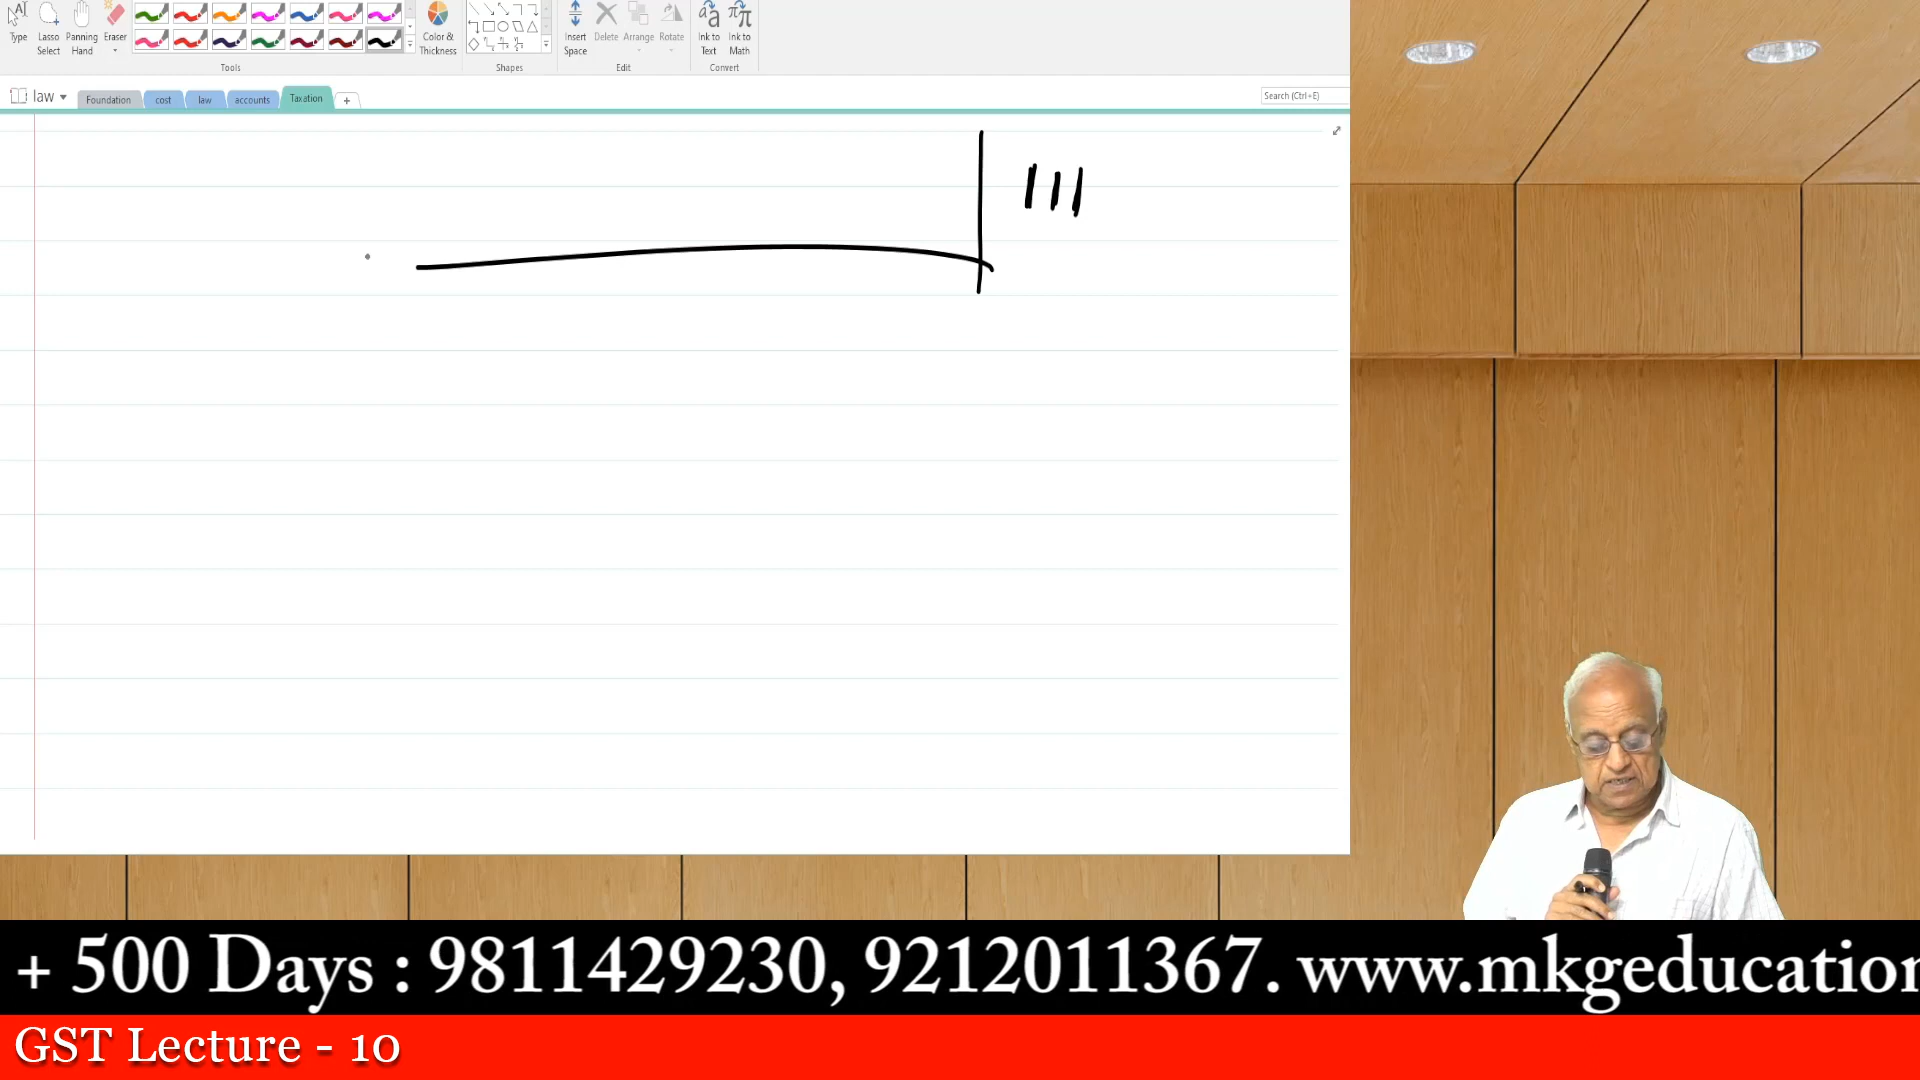 Type
Lasso Select
Panning Hand
Eraser
Color & Thickness
Insert Space
Delete
Arrange
Rotate
Ink to Text
Ink to Math
Tools
Shapes
Edit
Convert
law
Foundation
cost
law
accounts
Taxation
+
Search (Ctrl+E)
III
+ 500 Days : 9811429230, 9212011367. www.mkgeducation
GST Lecture - 10